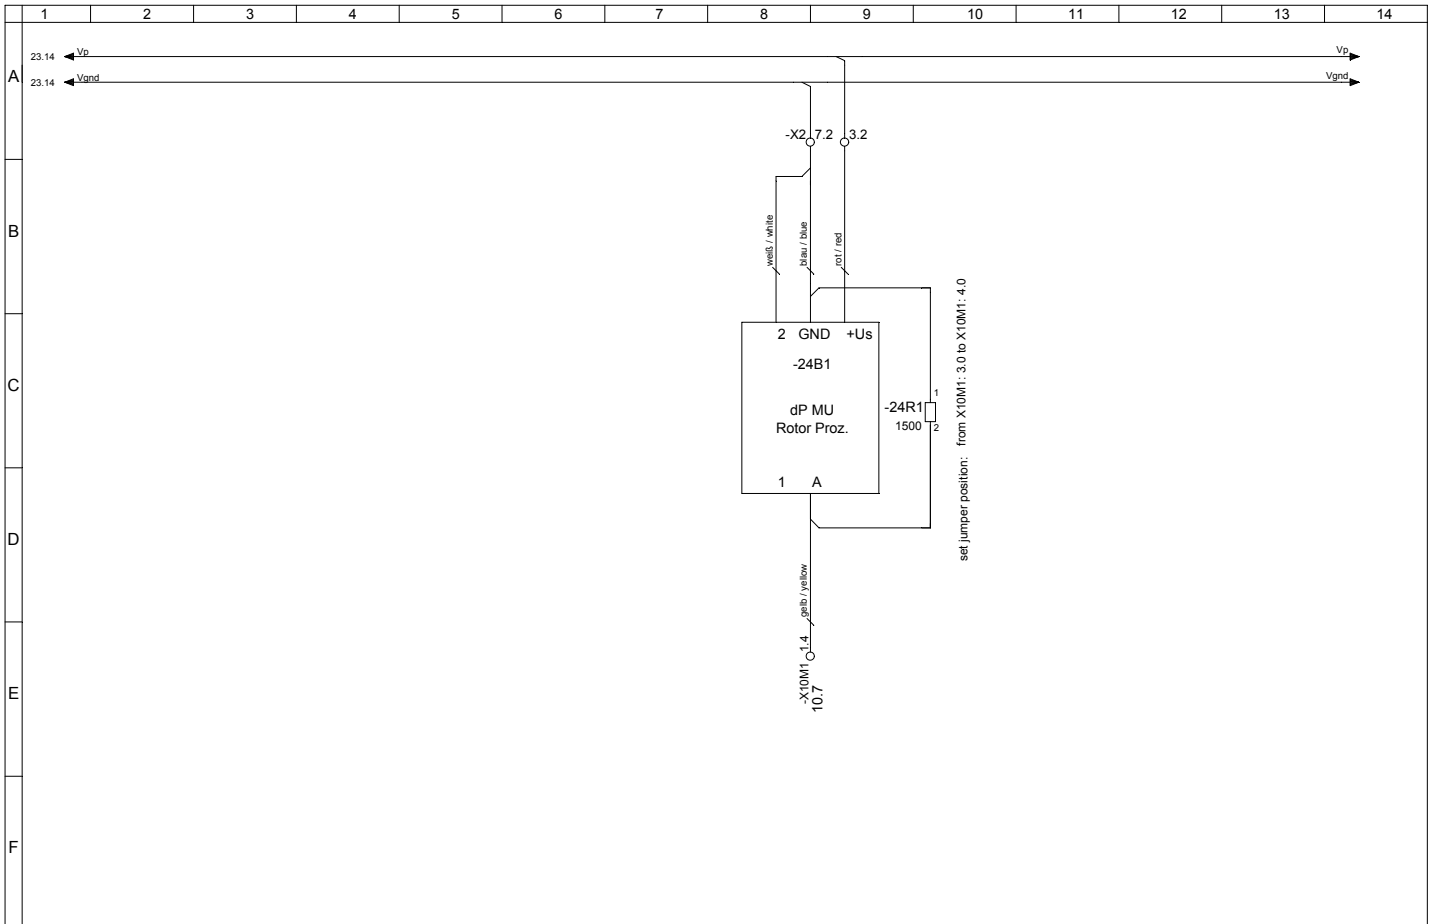 1 2 3 4 5 6 7 8 9 10 11 12 13 14
A
23.14 Vp Vp
23.14 Vgnd Vgnd
-X2 7.2 3.2
B
weiß / white
blau / blue
rot / red
C
2 GND +Us
-24B1
dP MU
Rotor Proz.
1 A
-24R1
1500
1
2
set jumper position: from X10M1: 3.0 to X10M1: 4.0
D
gelb / yellow
E
-X10M1 1.4
10.7
F